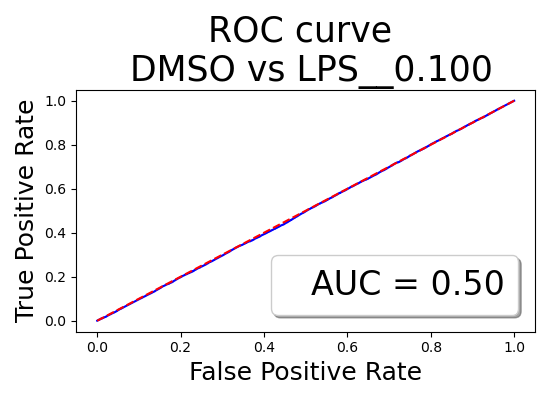 ROC curve
DMSO vs LPS__0.100
True Positive Rate
1.0
0.8
0.6
0.4
0.2
0.0
AUC = 0.50
0.0 0.2 0.4 0.6 0.8 1.0
False Positive Rate